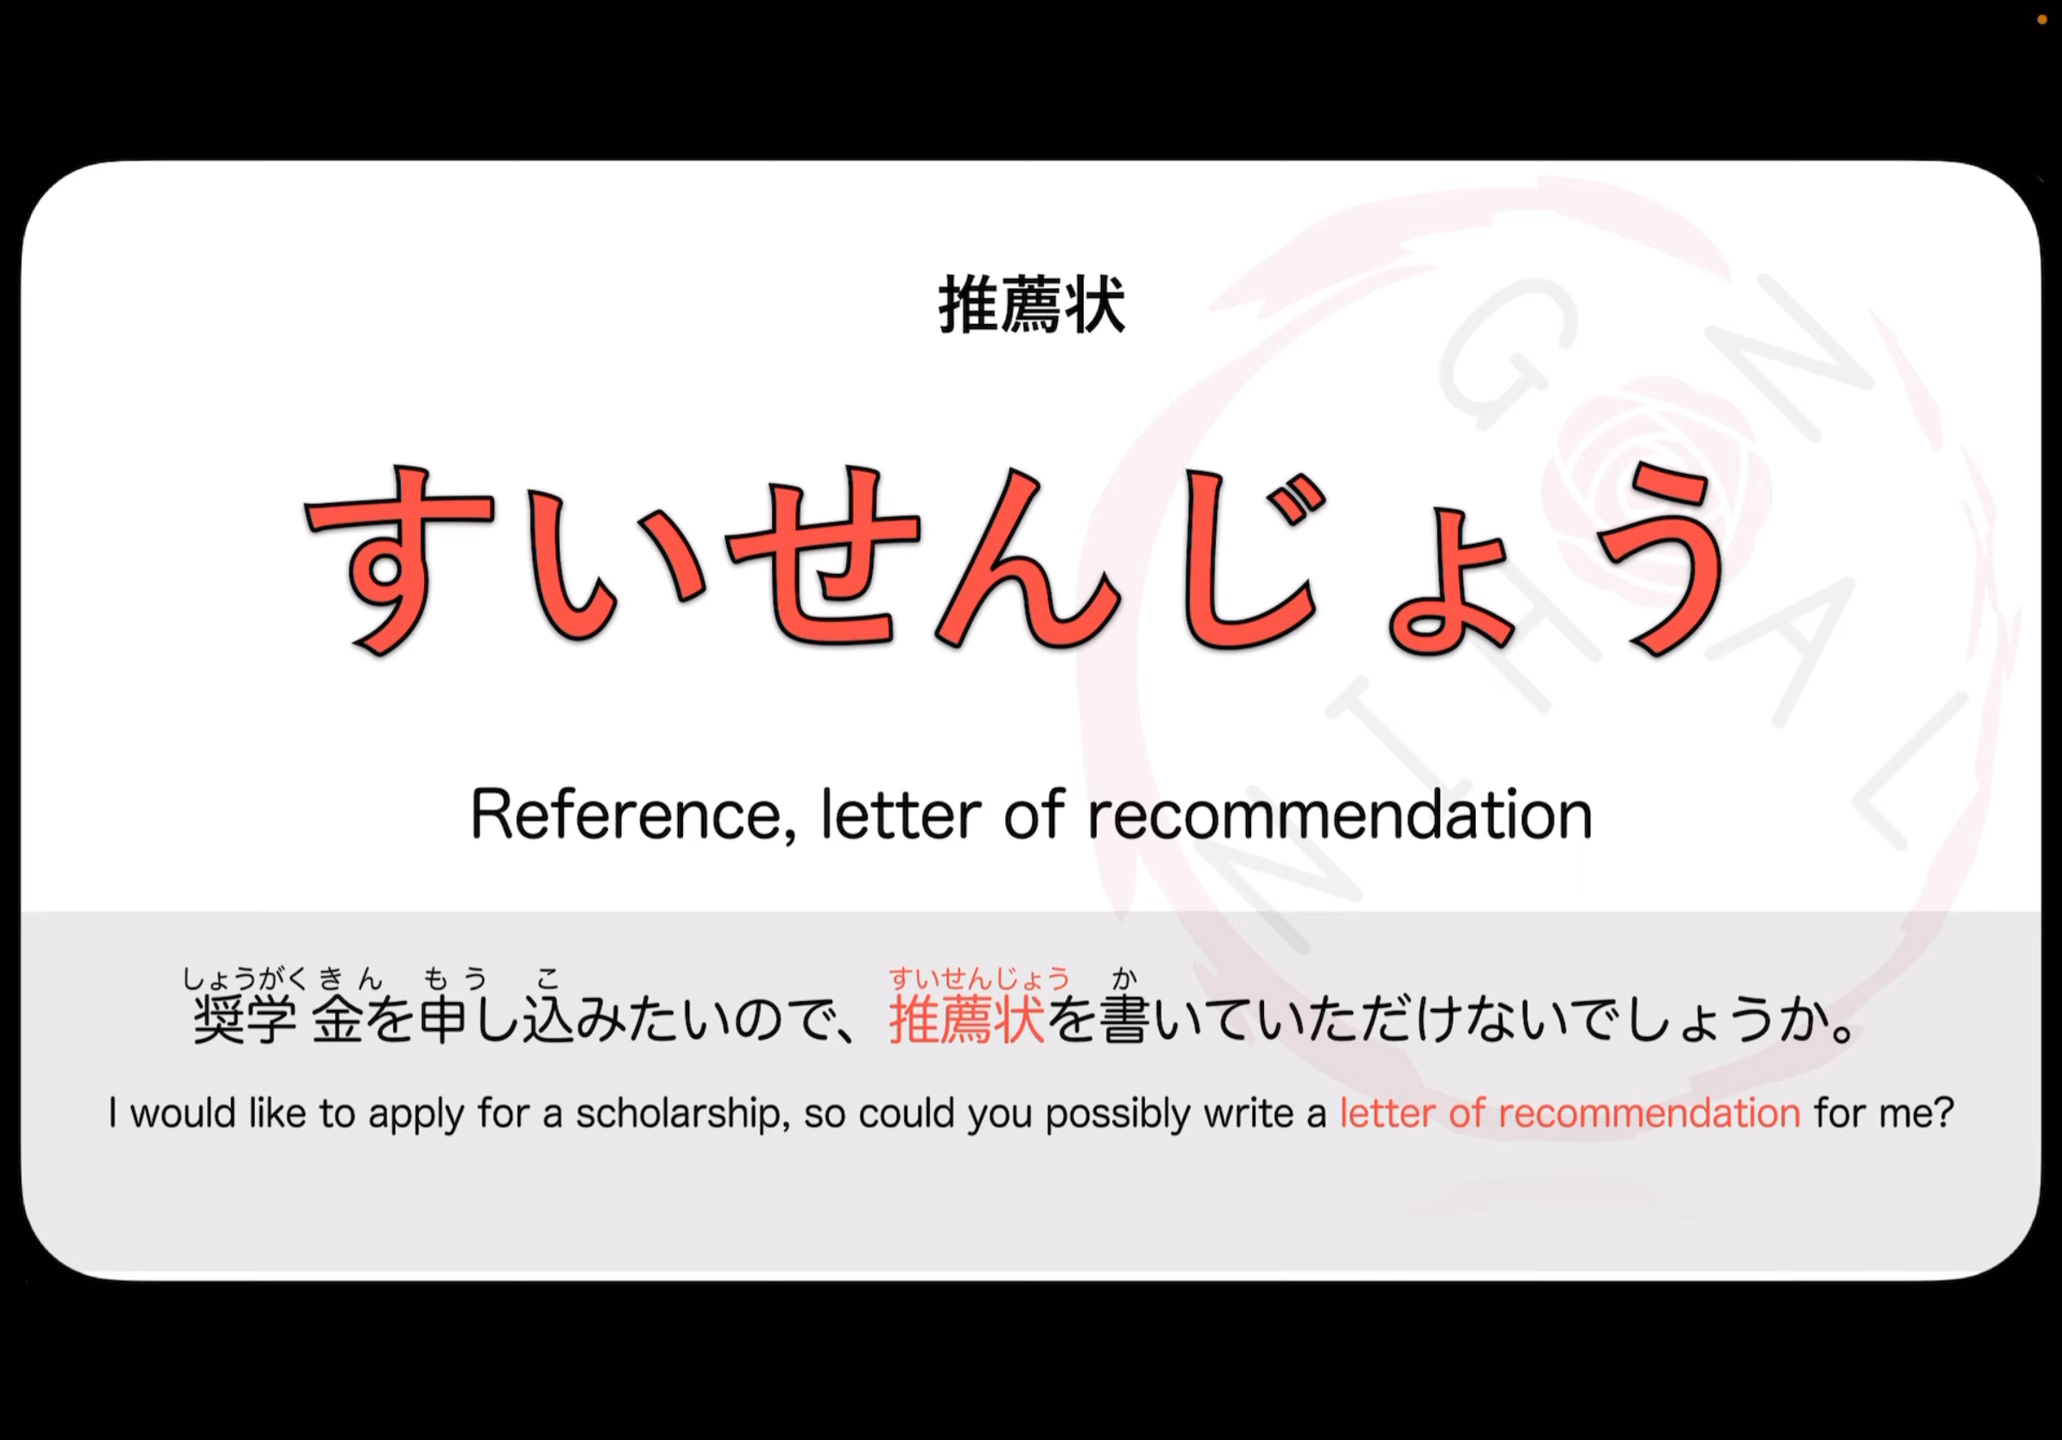 推薦状
すいせんじょう
Reference, letter of recommendation
しょうがくきん もう こ すいせんじょう か
奨学金を申し込みたいので、推薦状を書いていただけないでしょうか。
I would like to apply for a scholarship, so could you possibly write a letter of recommendation for me?
NIHONGAL